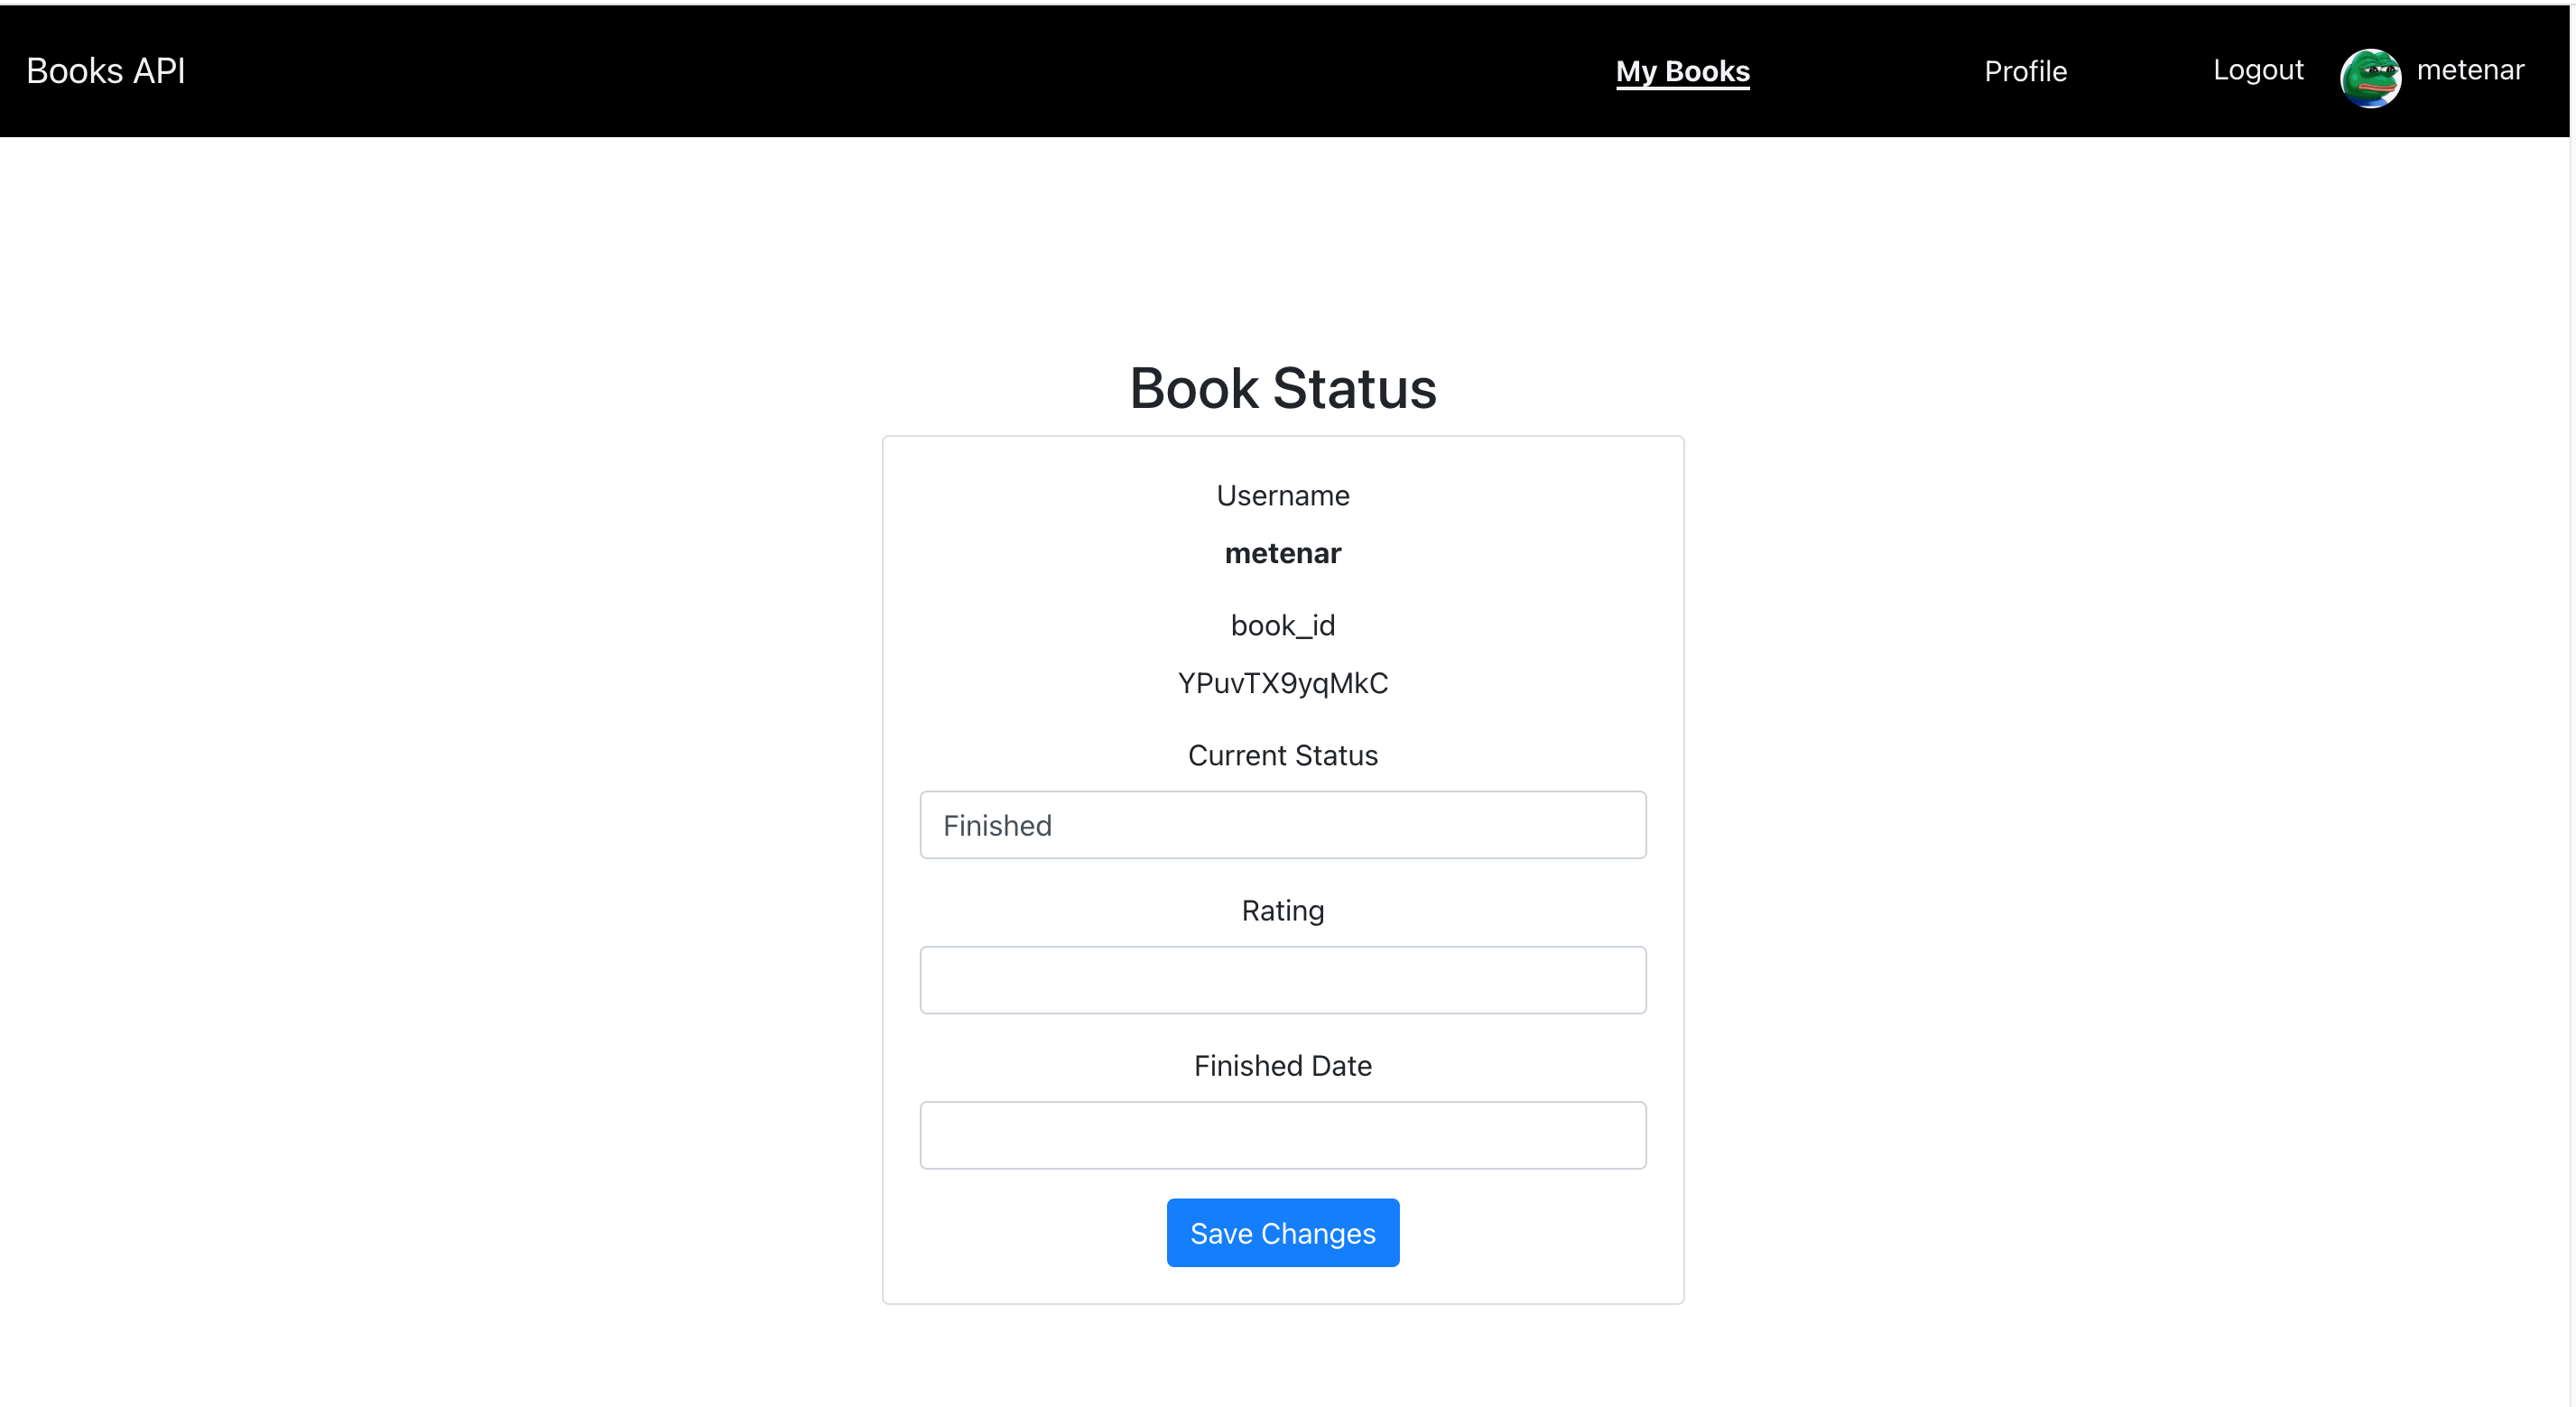 Books API
My Books
Profile
Logout
metenar
Book Status
Username
metenar
book_id
YPuvTX9yqMkC
Current Status
Finished
Rating
Finished Date
Save Changes